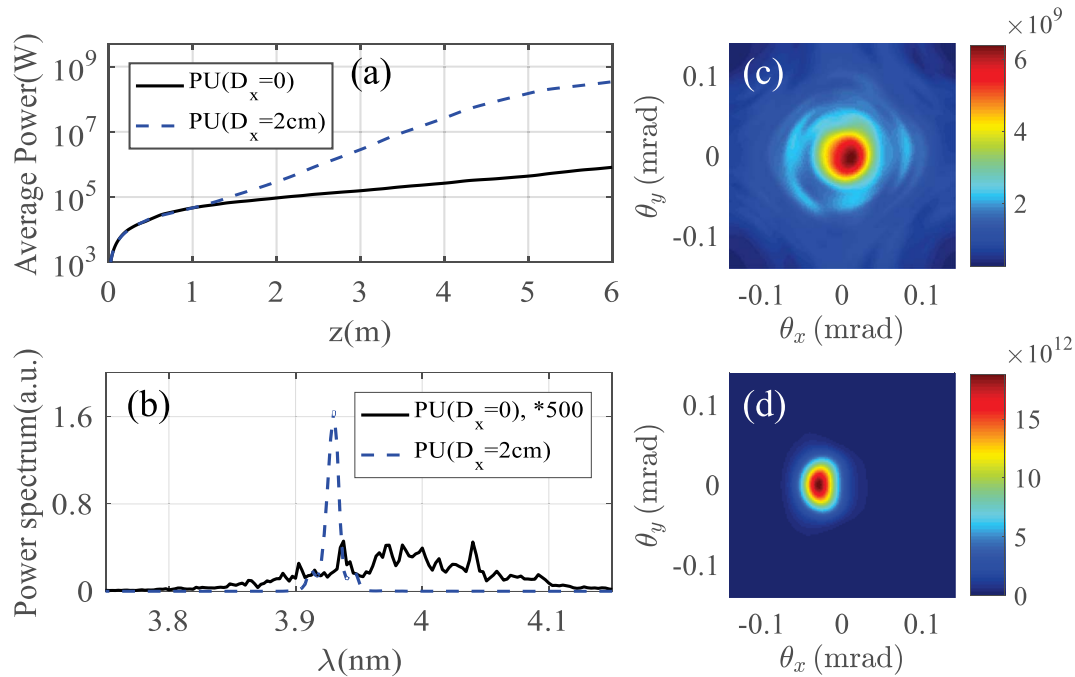 Average Power(W)
10^9
10^7
10^5
10^3
PU(D_x=0)
PU(D_x=2cm)
(a)
0 1 2 3 4 5 6
z(m)
Power spectrum(a.u.)
1.6
0.8
0
(b)
PU(D_x=0), *500
PU(D_x=2cm)
3.8 3.9 4 4.1
λ(nm)
(c)
θ_y (mrad)
0.1
0
-0.1
-0.1 0 0.1
θ_x (mrad)
×10^9
6
4
2
(d)
θ_y (mrad)
0.1
0
-0.1
-0.1 0 0.1
θ_x (mrad)
×10^12
15
10
5
0